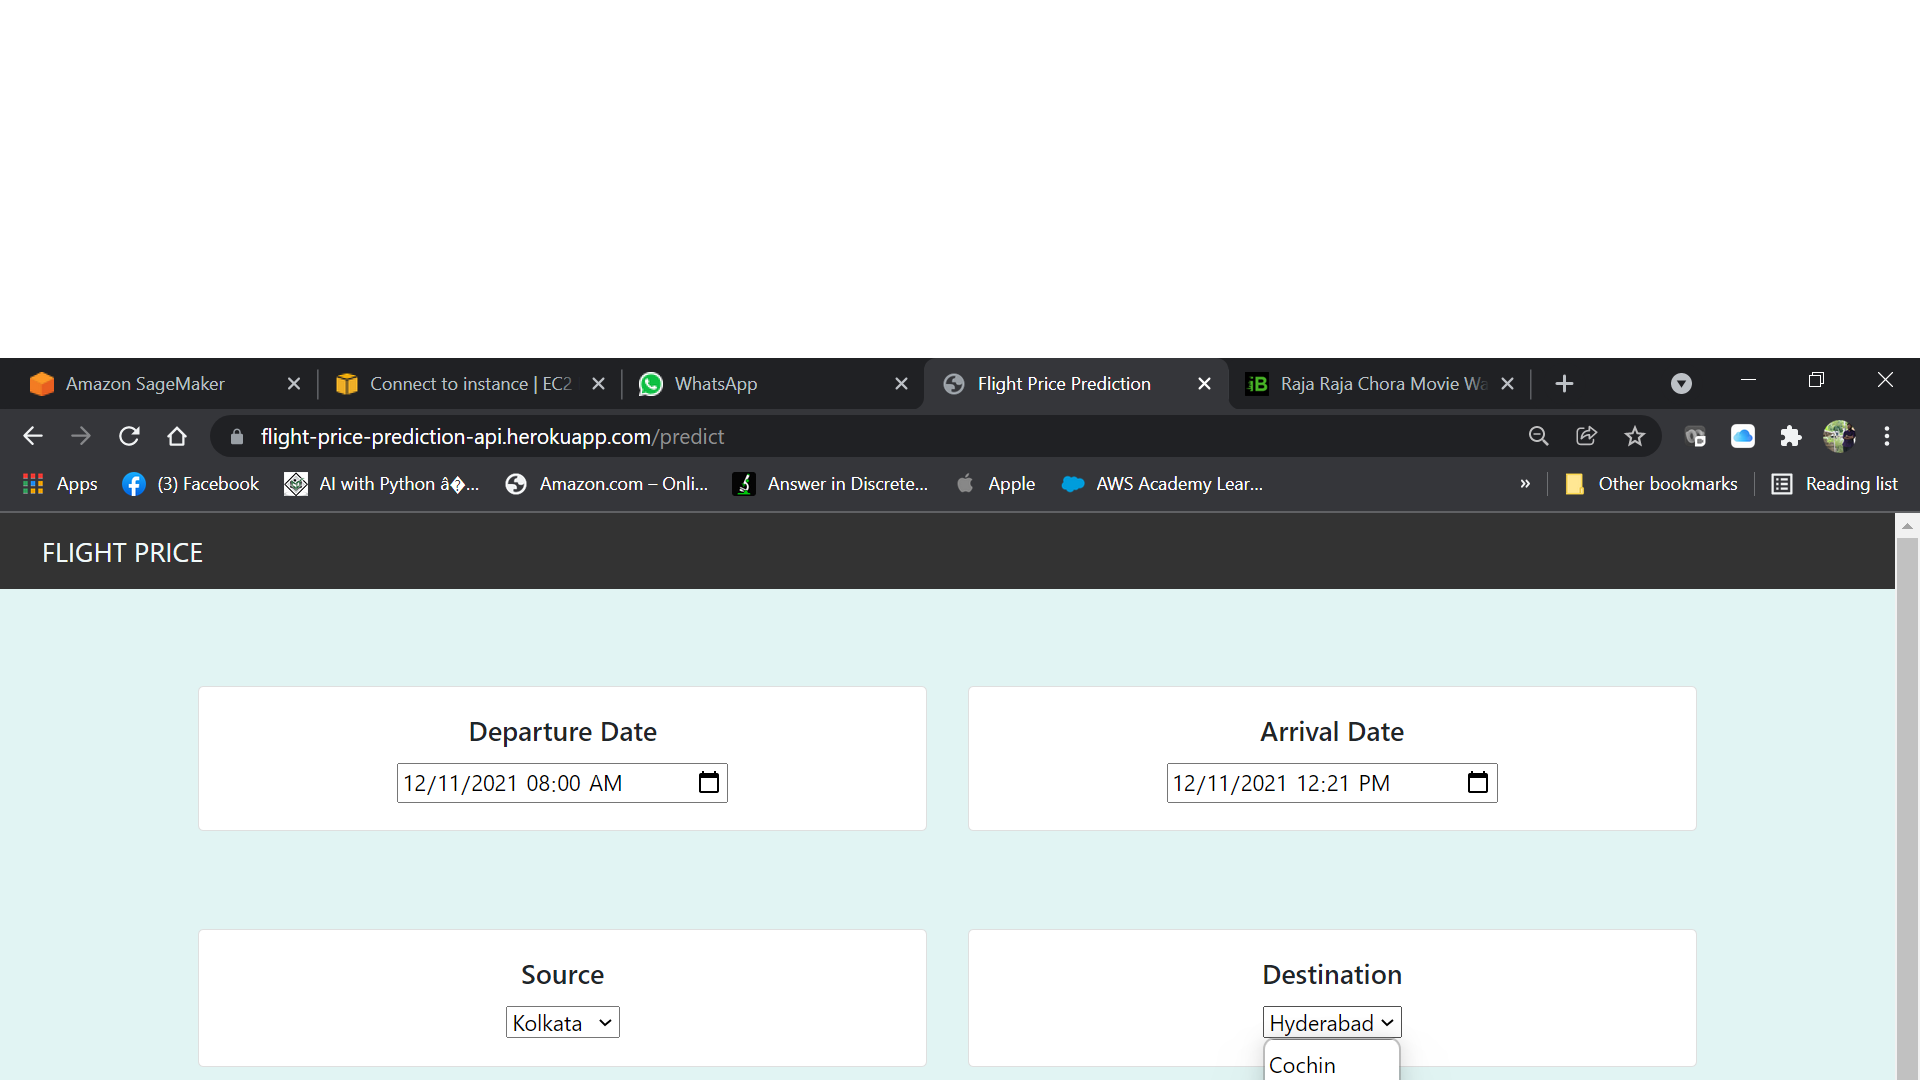 Amazon SageMaker
Connect to instance | EC2
WhatsApp
Flight Price Prediction
Raja Raja Chora Movie Wa
flight-price-prediction-api.herokuapp.com/predict
Apps
(3) Facebook
AI with Python â�...
Amazon.com – Onli...
Answer in Discrete...
Apple
AWS Academy Lear...
»
Other bookmarks
Reading list
FLIGHT PRICE
Departure Date
12/11/2021 08:00 AM
Arrival Date
12/11/2021 12:21 PM
Source
Kolkata
Destination
Hyderabad
Cochin